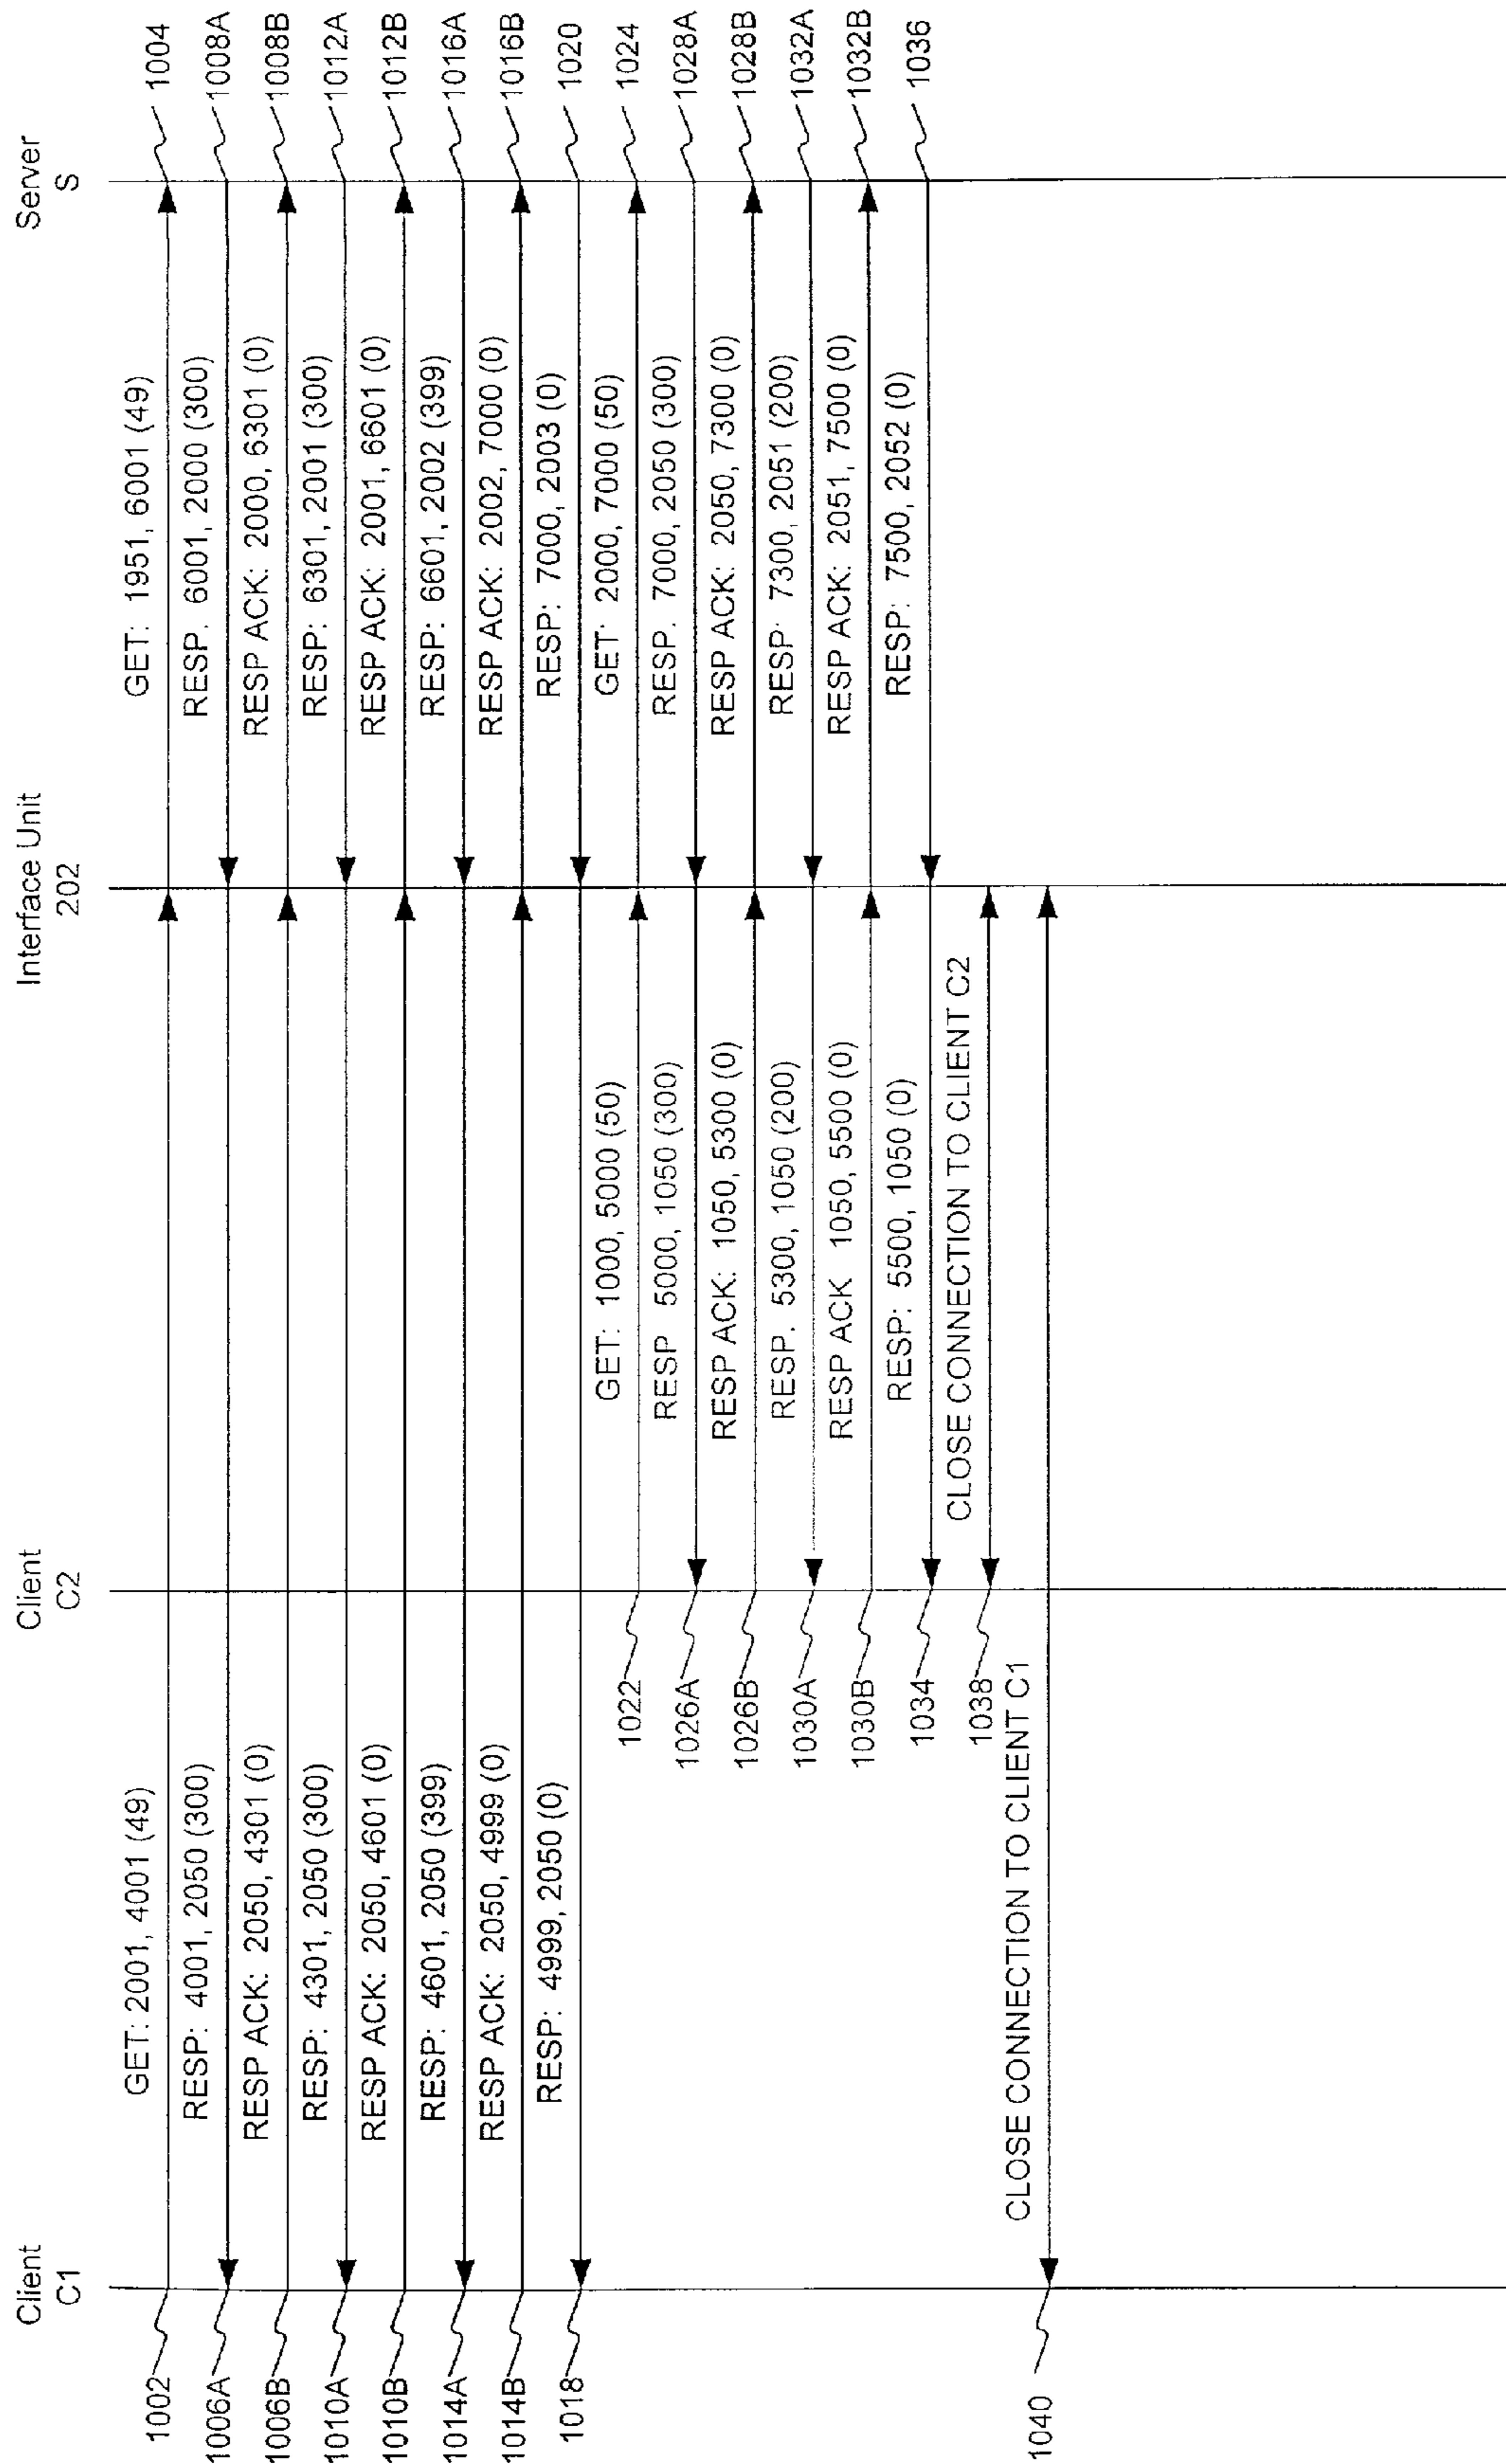 Client
C1
Client
C2
Interface Unit
202
Server
S
1002
GET: 2001, 4001 (49)
GET: 1951, 6001 (49)
1004
1006A
RESP: 4001, 2050 (300)
RESP. 6001, 2000 (300)
1008A
1006B
RESP ACK: 2050, 4301 (0)
RESP ACK: 2000, 6301 (0)
1008B
1010A
RESP: 4301, 2050 (300)
RESP: 6301, 2001 (300)
1012A
1010B
RESP ACK: 2050, 4601 (0)
RESP ACK: 2001, 6601 (0)
1012B
1014A
RESP: 4601, 2050 (399)
RESP: 6601, 2002 (399)
1016A
1014B
RESP ACK: 2050, 4999 (0)
RESP ACK: 2002, 7000 (0)
1016B
1018
RESP: 4999, 2050 (0)
RESP: 7000, 2003 (0)
1020
1022
GET: 1000, 5000 (50)
GET: 2000, 7000 (50)
1024
1026A
RESP 5000, 1050 (300)
RESP. 7000, 2050 (300)
1028A
1026B
RESP ACK: 1050, 5300 (0)
RESP ACK: 2050, 7300 (0)
1028B
1030A
RESP. 5300, 1050 (200)
RESP: 7300, 2051 (200)
1032A
1030B
RESP ACK 1050, 5500 (0)
RESP ACK: 2051, 7500 (0)
1032B
1034
RESP: 5500, 1050 (0)
RESP: 7500, 2052 (0)
1036
1038
CLOSE CONNECTION TO CLIENT C2
1040
CLOSE CONNECTION TO CLIENT C1